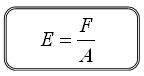 E = F/A